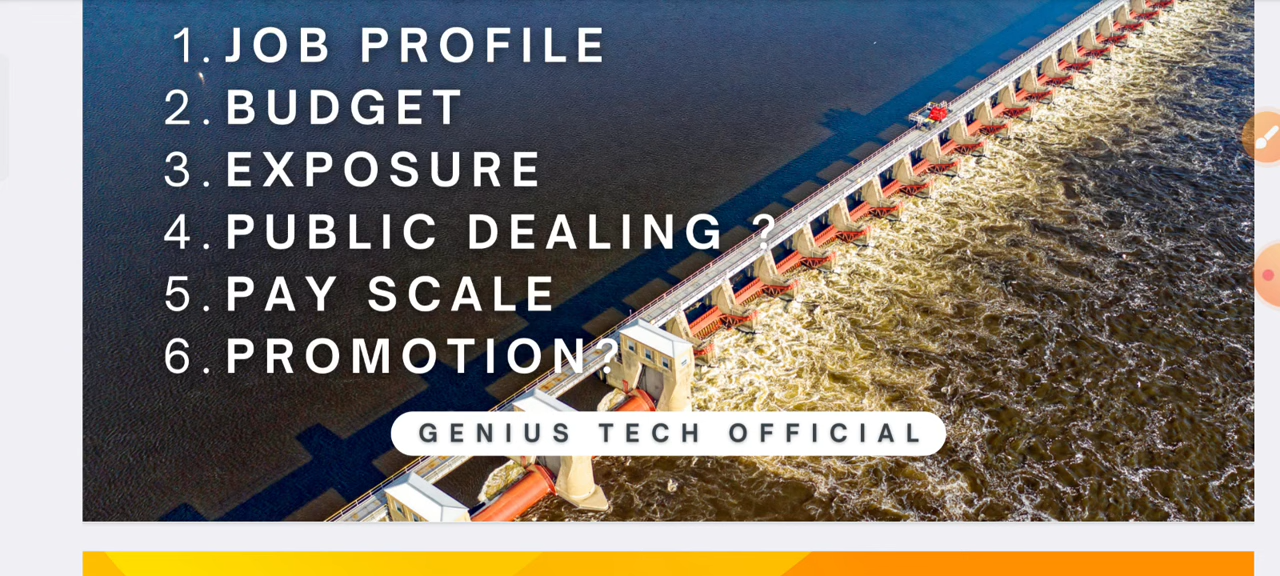 1. JOB PROFILE
2. BUDGET
3. EXPOSURE
4. PUBLIC DEALING ?
5. PAY SCALE
6. PROMOTION?
GENIUS TECH OFFICIAL